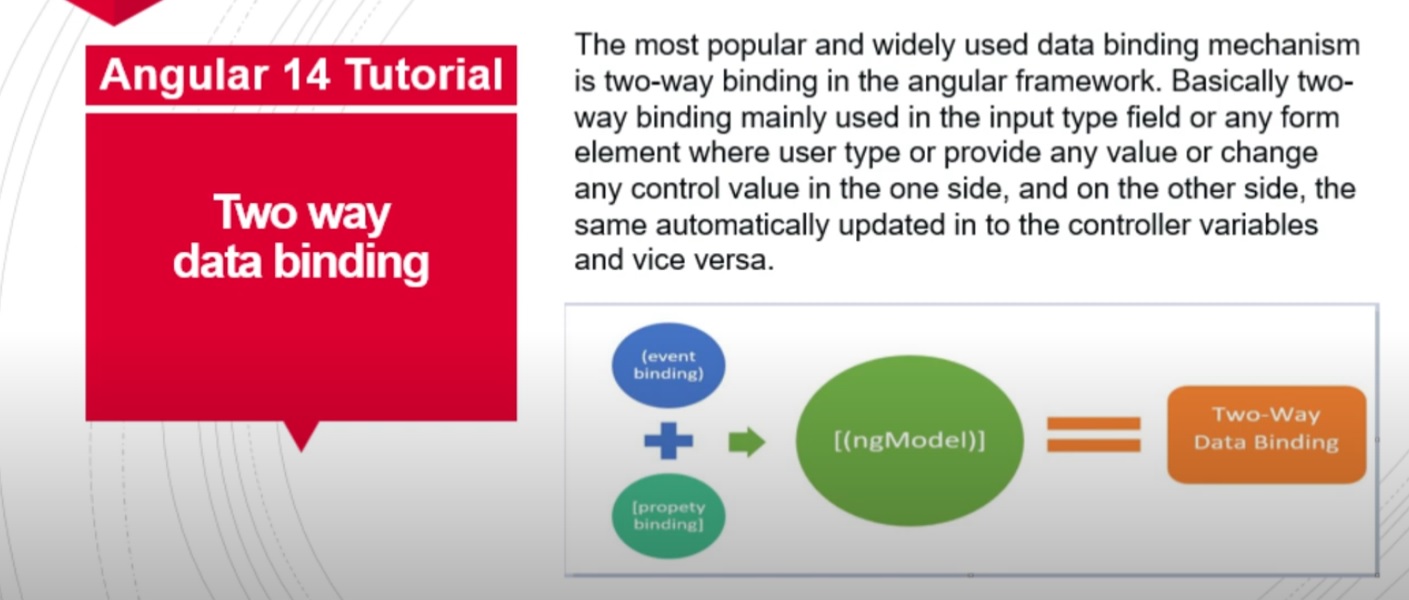 Angular 14 Tutorial
Two way
data binding
The most popular and widely used data binding mechanism
is two-way binding in the angular framework. Basically two-
way binding mainly used in the input type field or any form
element where user type or provide any value or change
any control value in the one side, and on the other side, the
same automatically updated in to the controller variables
and vice versa.
(event
binding)
[propety
binding]
[(ngModel)]
Two-Way
Data Binding